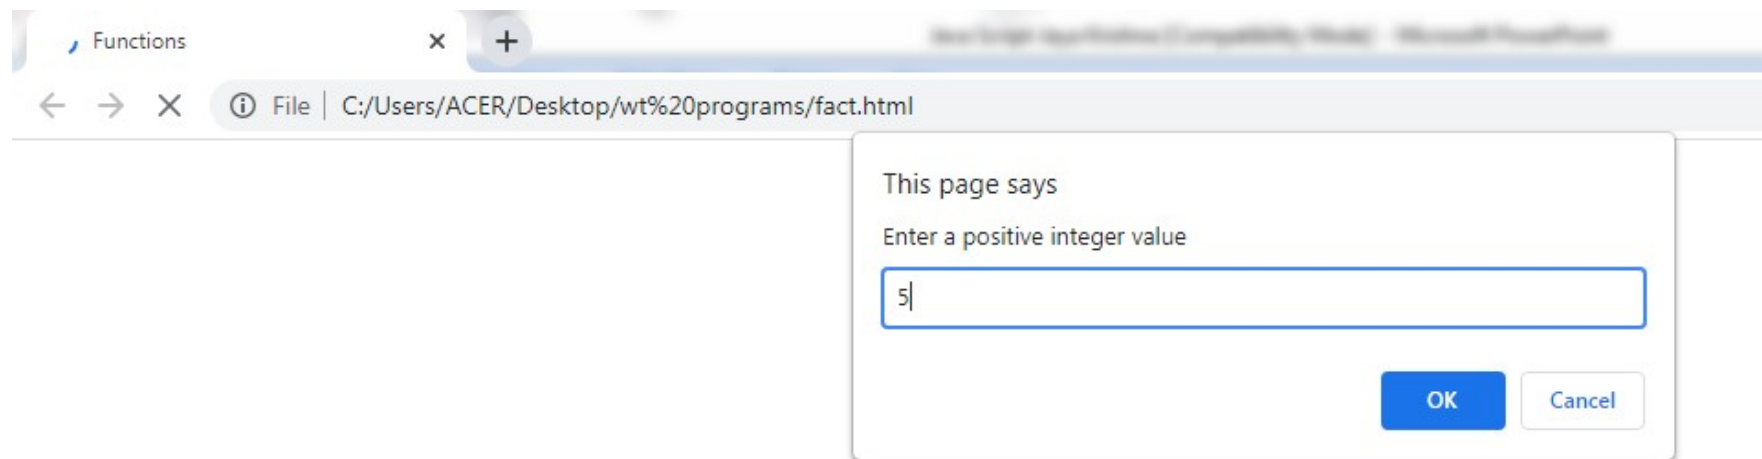 Functions
File | C:/Users/ACER/Desktop/wt%20programs/fact.html
This page says
Enter a positive integer value
5
OK
Cancel